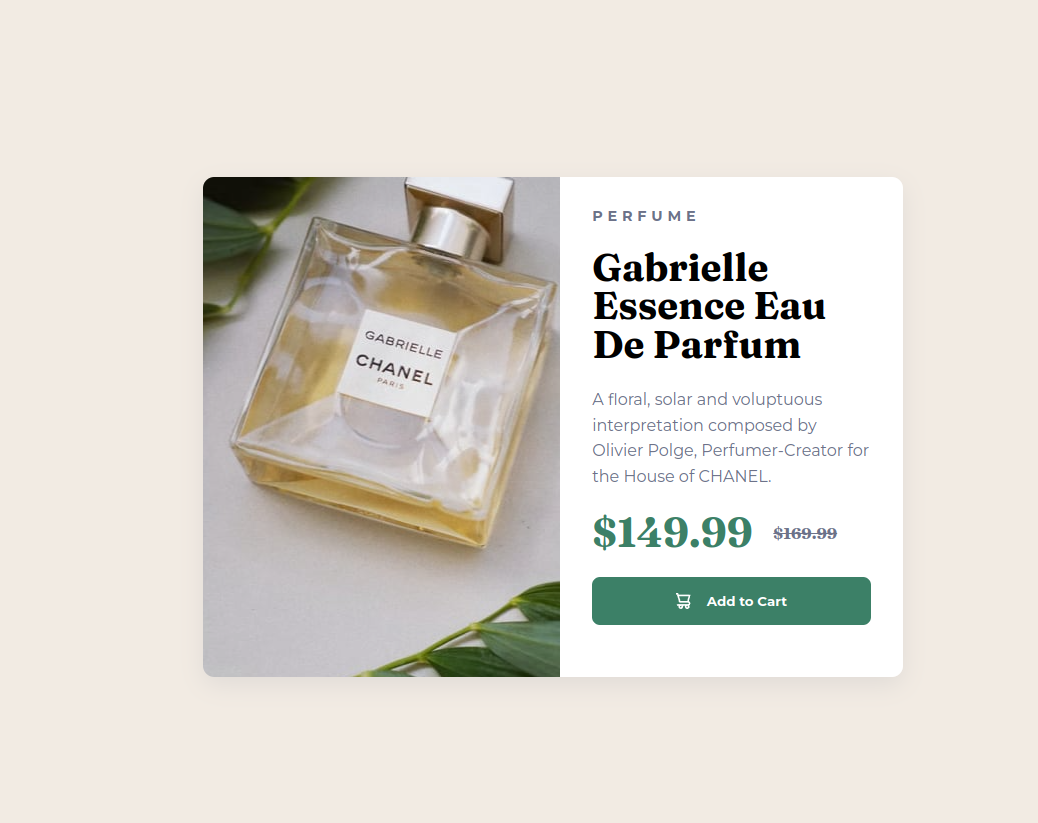 GABRIELLE
CHANEL
PARIS
PERFUME
Gabrielle
Essence Eau
De Parfum
A floral, solar and voluptuous
interpretation composed by
Olivier Polge, Perfumer-Creator for
the House of CHANEL.
$149.99 $169.99
Add to Cart